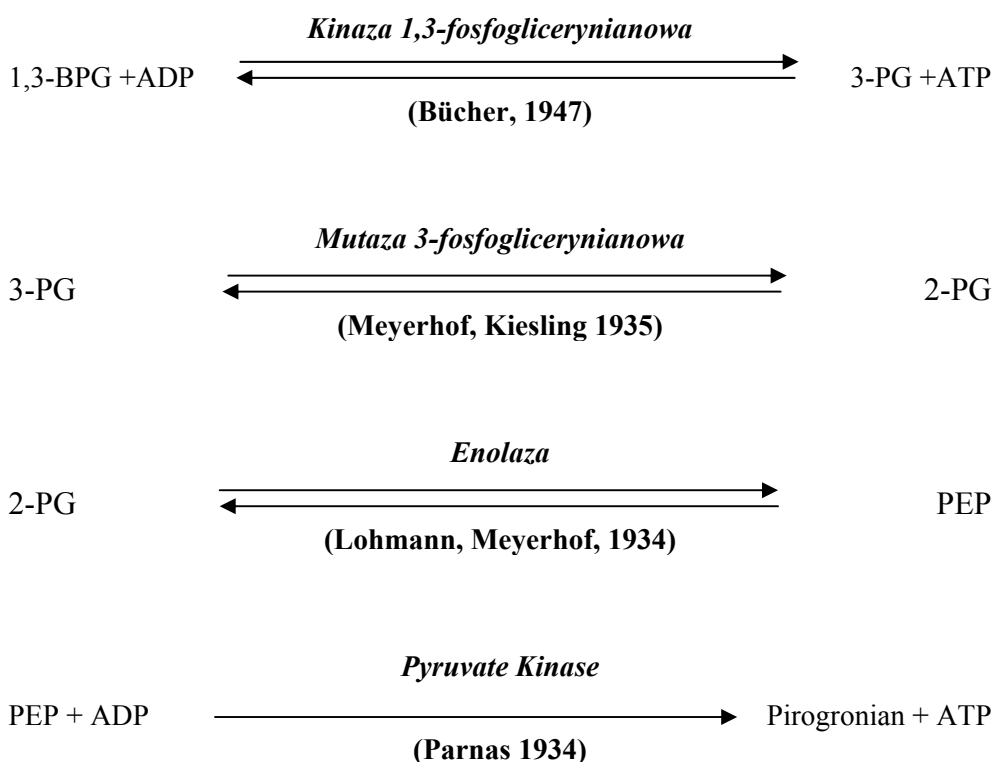 Kinaza 1,3-fosfoglicerynianowa
1,3-BPG +ADP 3-PG +ATP
(Bücher, 1947)
Mutaza 3-fosfoglicerynianowa
3-PG 2-PG
(Meyerhof, Kiesling 1935)
Enolaza
2-PG PEP
(Lohmann, Meyerhof, 1934)
Pyruvate Kinase
PEP + ADP Pirogronian + ATP
(Parnas 1934)